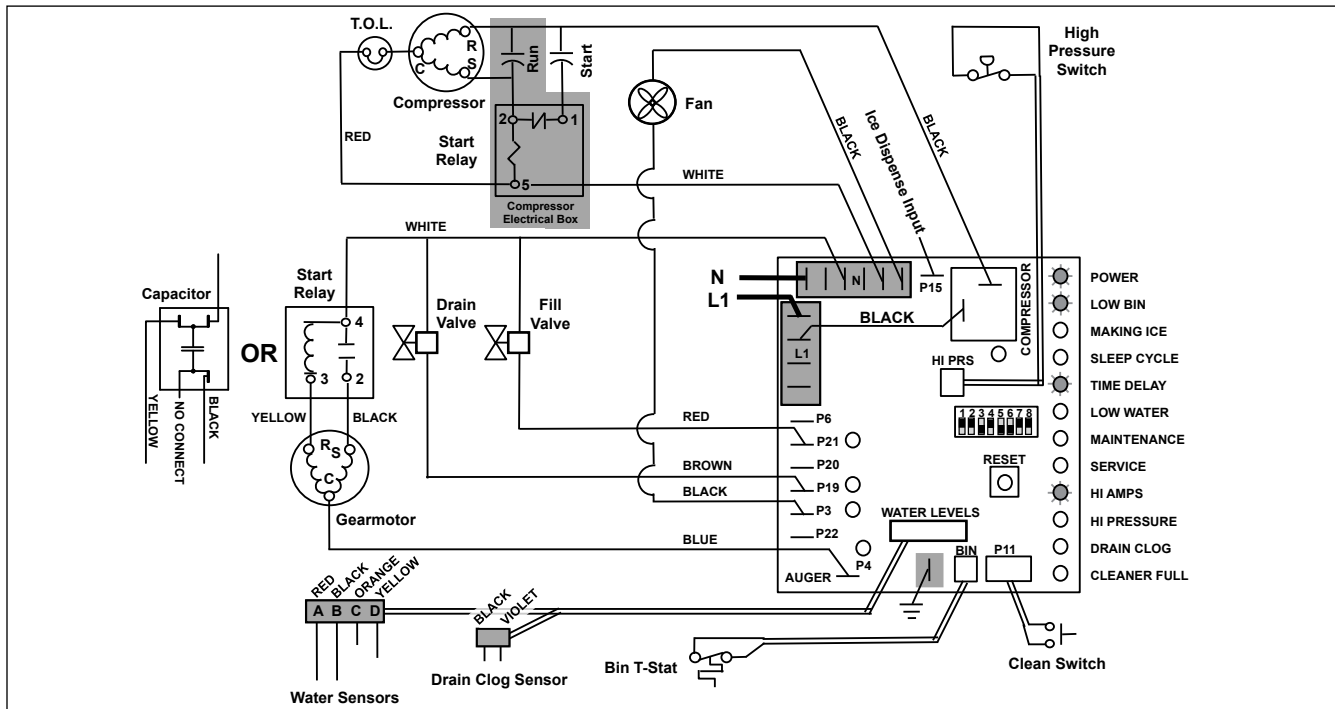 T.O.L.
R
S
C
Compressor
Run
Start
High
Pressure
Switch
Fan
RED
2
1
5
Start
Relay
Compressor
Electrical Box
BLACK
BLACK
Ice Dispense Input
WHITE
WHITE
Capacitor
OR
Start
Relay
4
3
2
Drain
Valve
Fill
Valve
YELLOW
NO CONNECT
BLACK
YELLOW
BLACK
R
S
C
Gearmotor
N
L1
N
P15
BLACK
L1
COMPRESSOR
HI PRS
1 2 3 4 5 6 7 8
RESET
RED
BROWN
BLACK
BLUE
P6
P21
P20
P19
P3
P22
P4
AUGER
WATER LEVELS
BIN
P11
POWER
LOW BIN
MAKING ICE
SLEEP CYCLE
TIME DELAY
LOW WATER
MAINTENANCE
SERVICE
HI AMPS
HI PRESSURE
DRAIN CLOG
CLEANER FULL
RED
BLACK
ORANGE
YELLOW
A B C D
Water Sensors
BLACK
VIOLET
Drain Clog Sensor
Bin T-Stat
Clean Switch